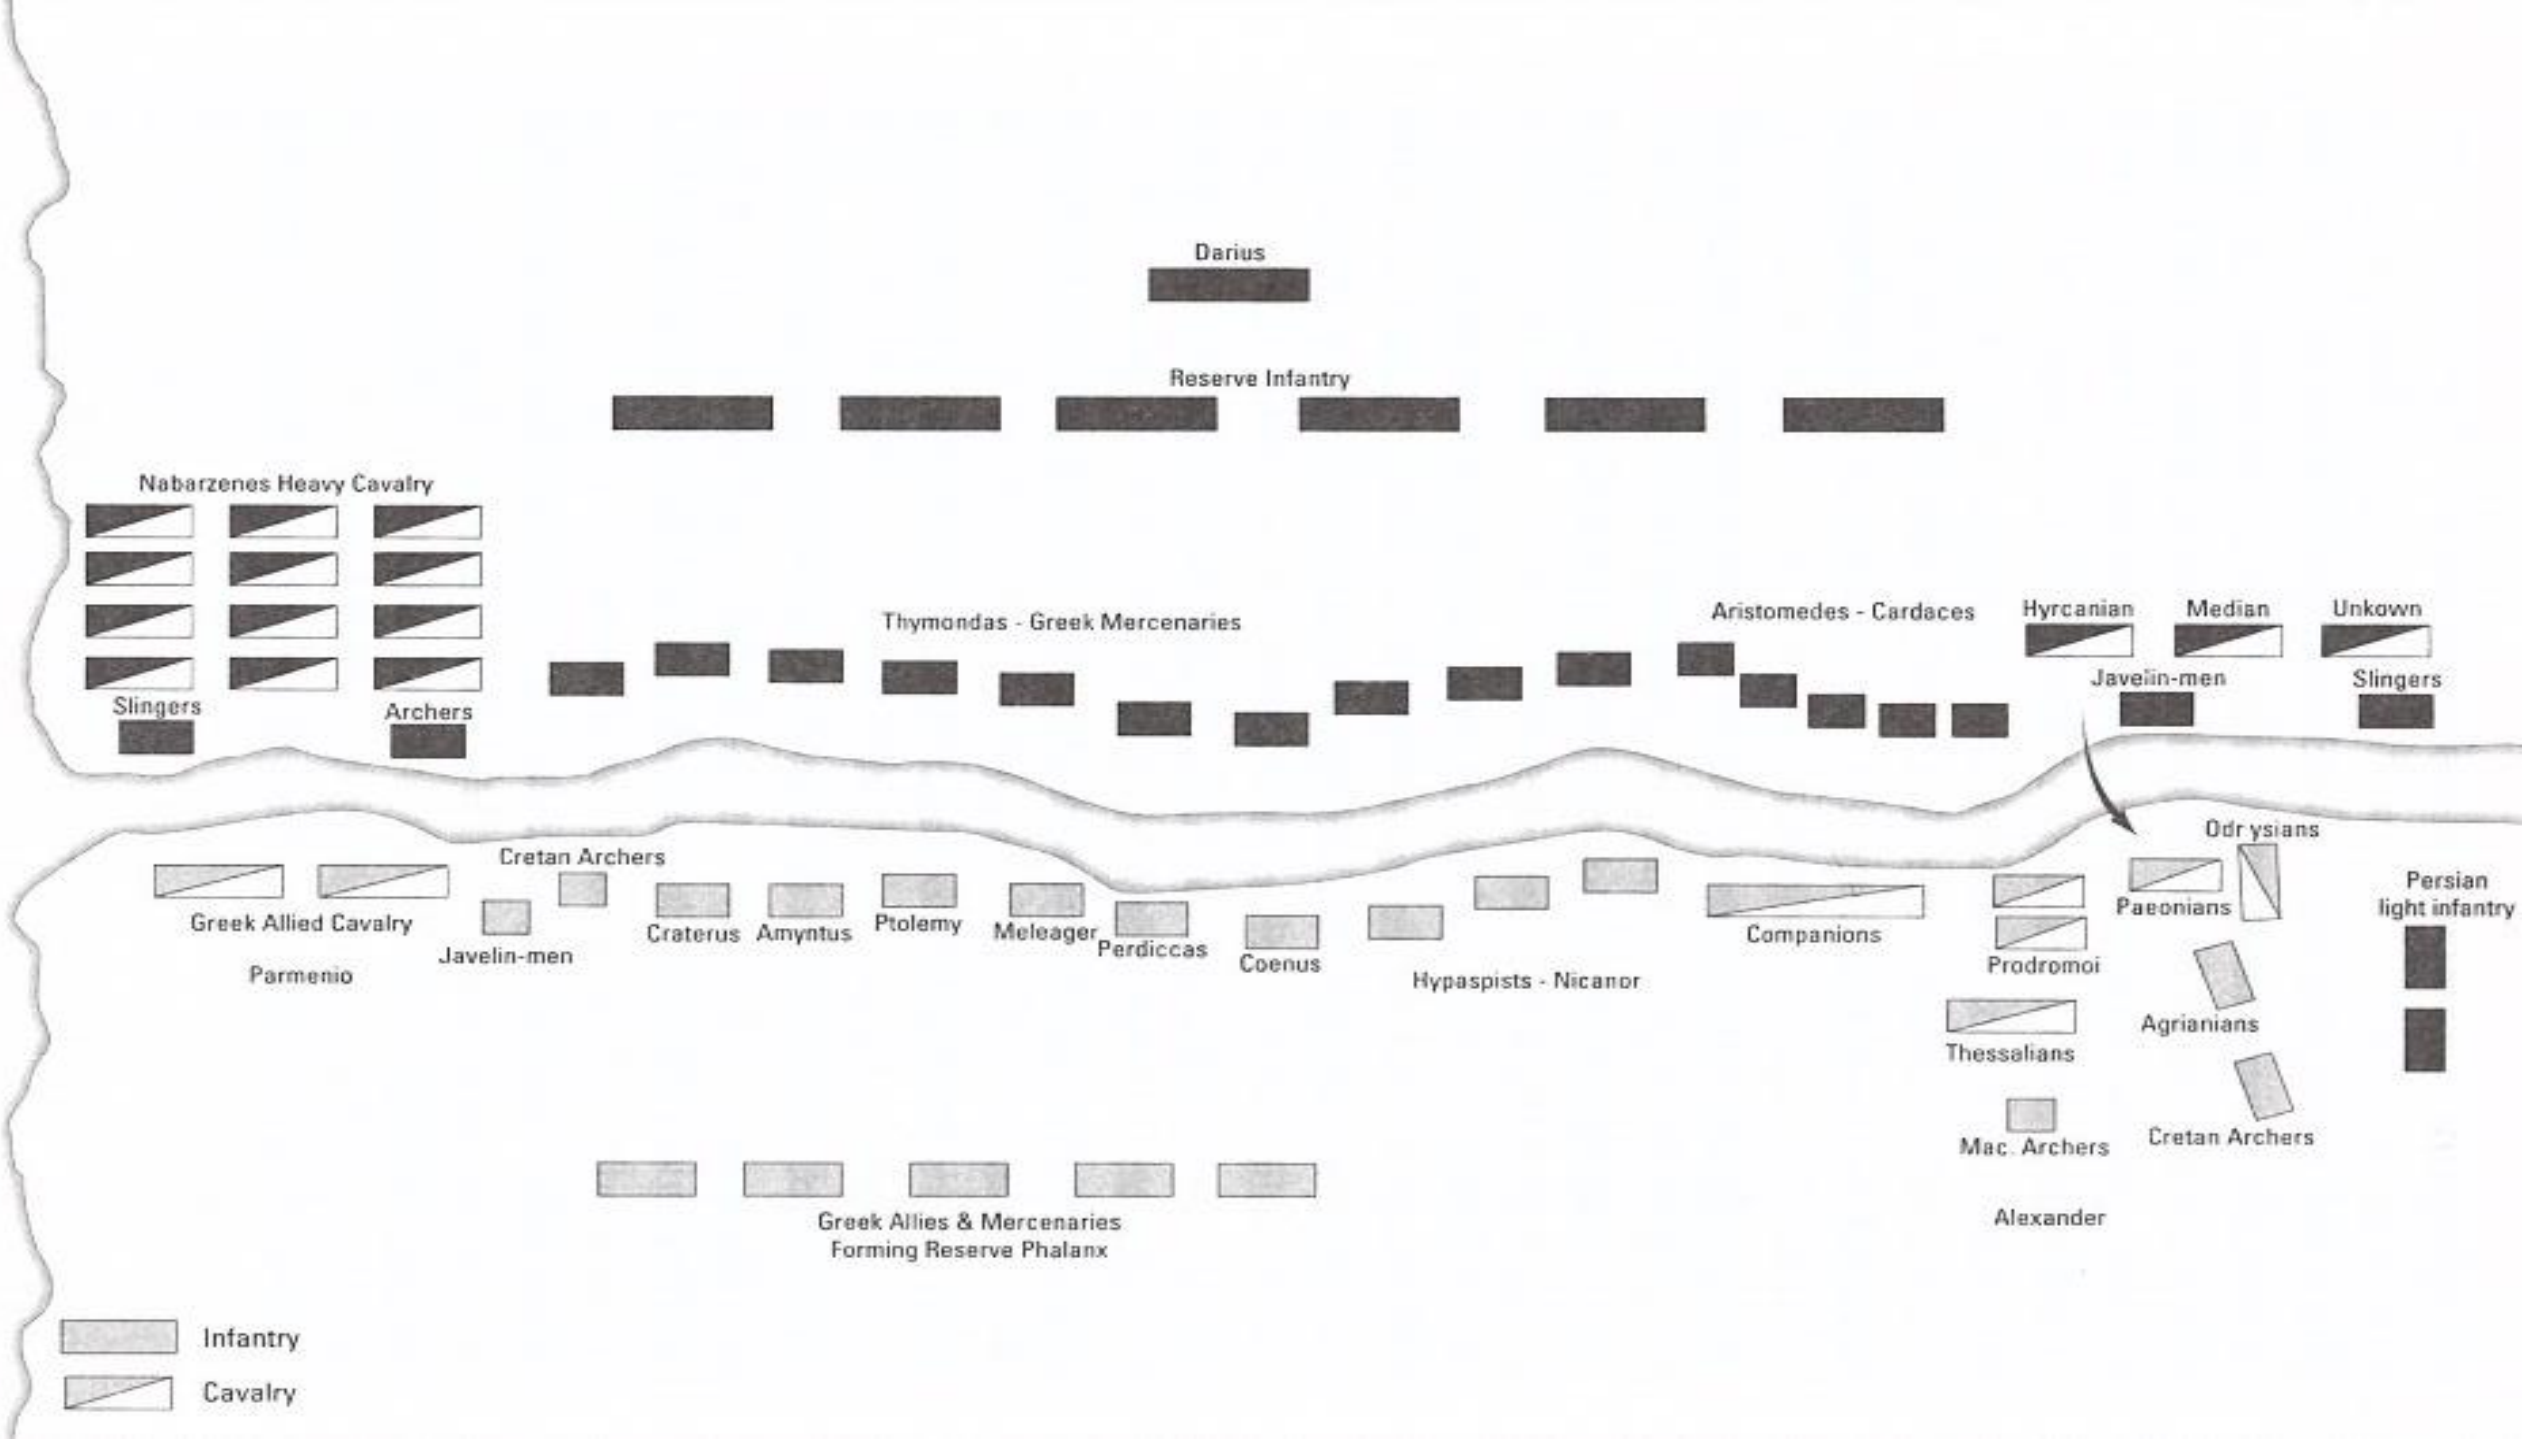 Darius
Reserve Infantry
Nabarzenes Heavy Cavalry
Slingers
Archers
Thymondas - Greek Mercenaries
Aristomedes - Cardaces
Hyrcanian
Median
Unkown
Javelin-men
Slingers
Odrysians
Cretan Archers
Greek Allied Cavalry
Javelin-men
Parmenio
Craterus
Amyntus
Ptolemy
Meleager
Perdiccas
Coenus
Hypaspists - Nicanor
Companions
Prodromoi
Paeonians
Persian
light infantry
Thessalians
Agrianians
Mac. Archers
Cretan Archers
Alexander
Greek Allies & Mercenaries
Forming Reserve Phalanx
Infantry
Cavalry